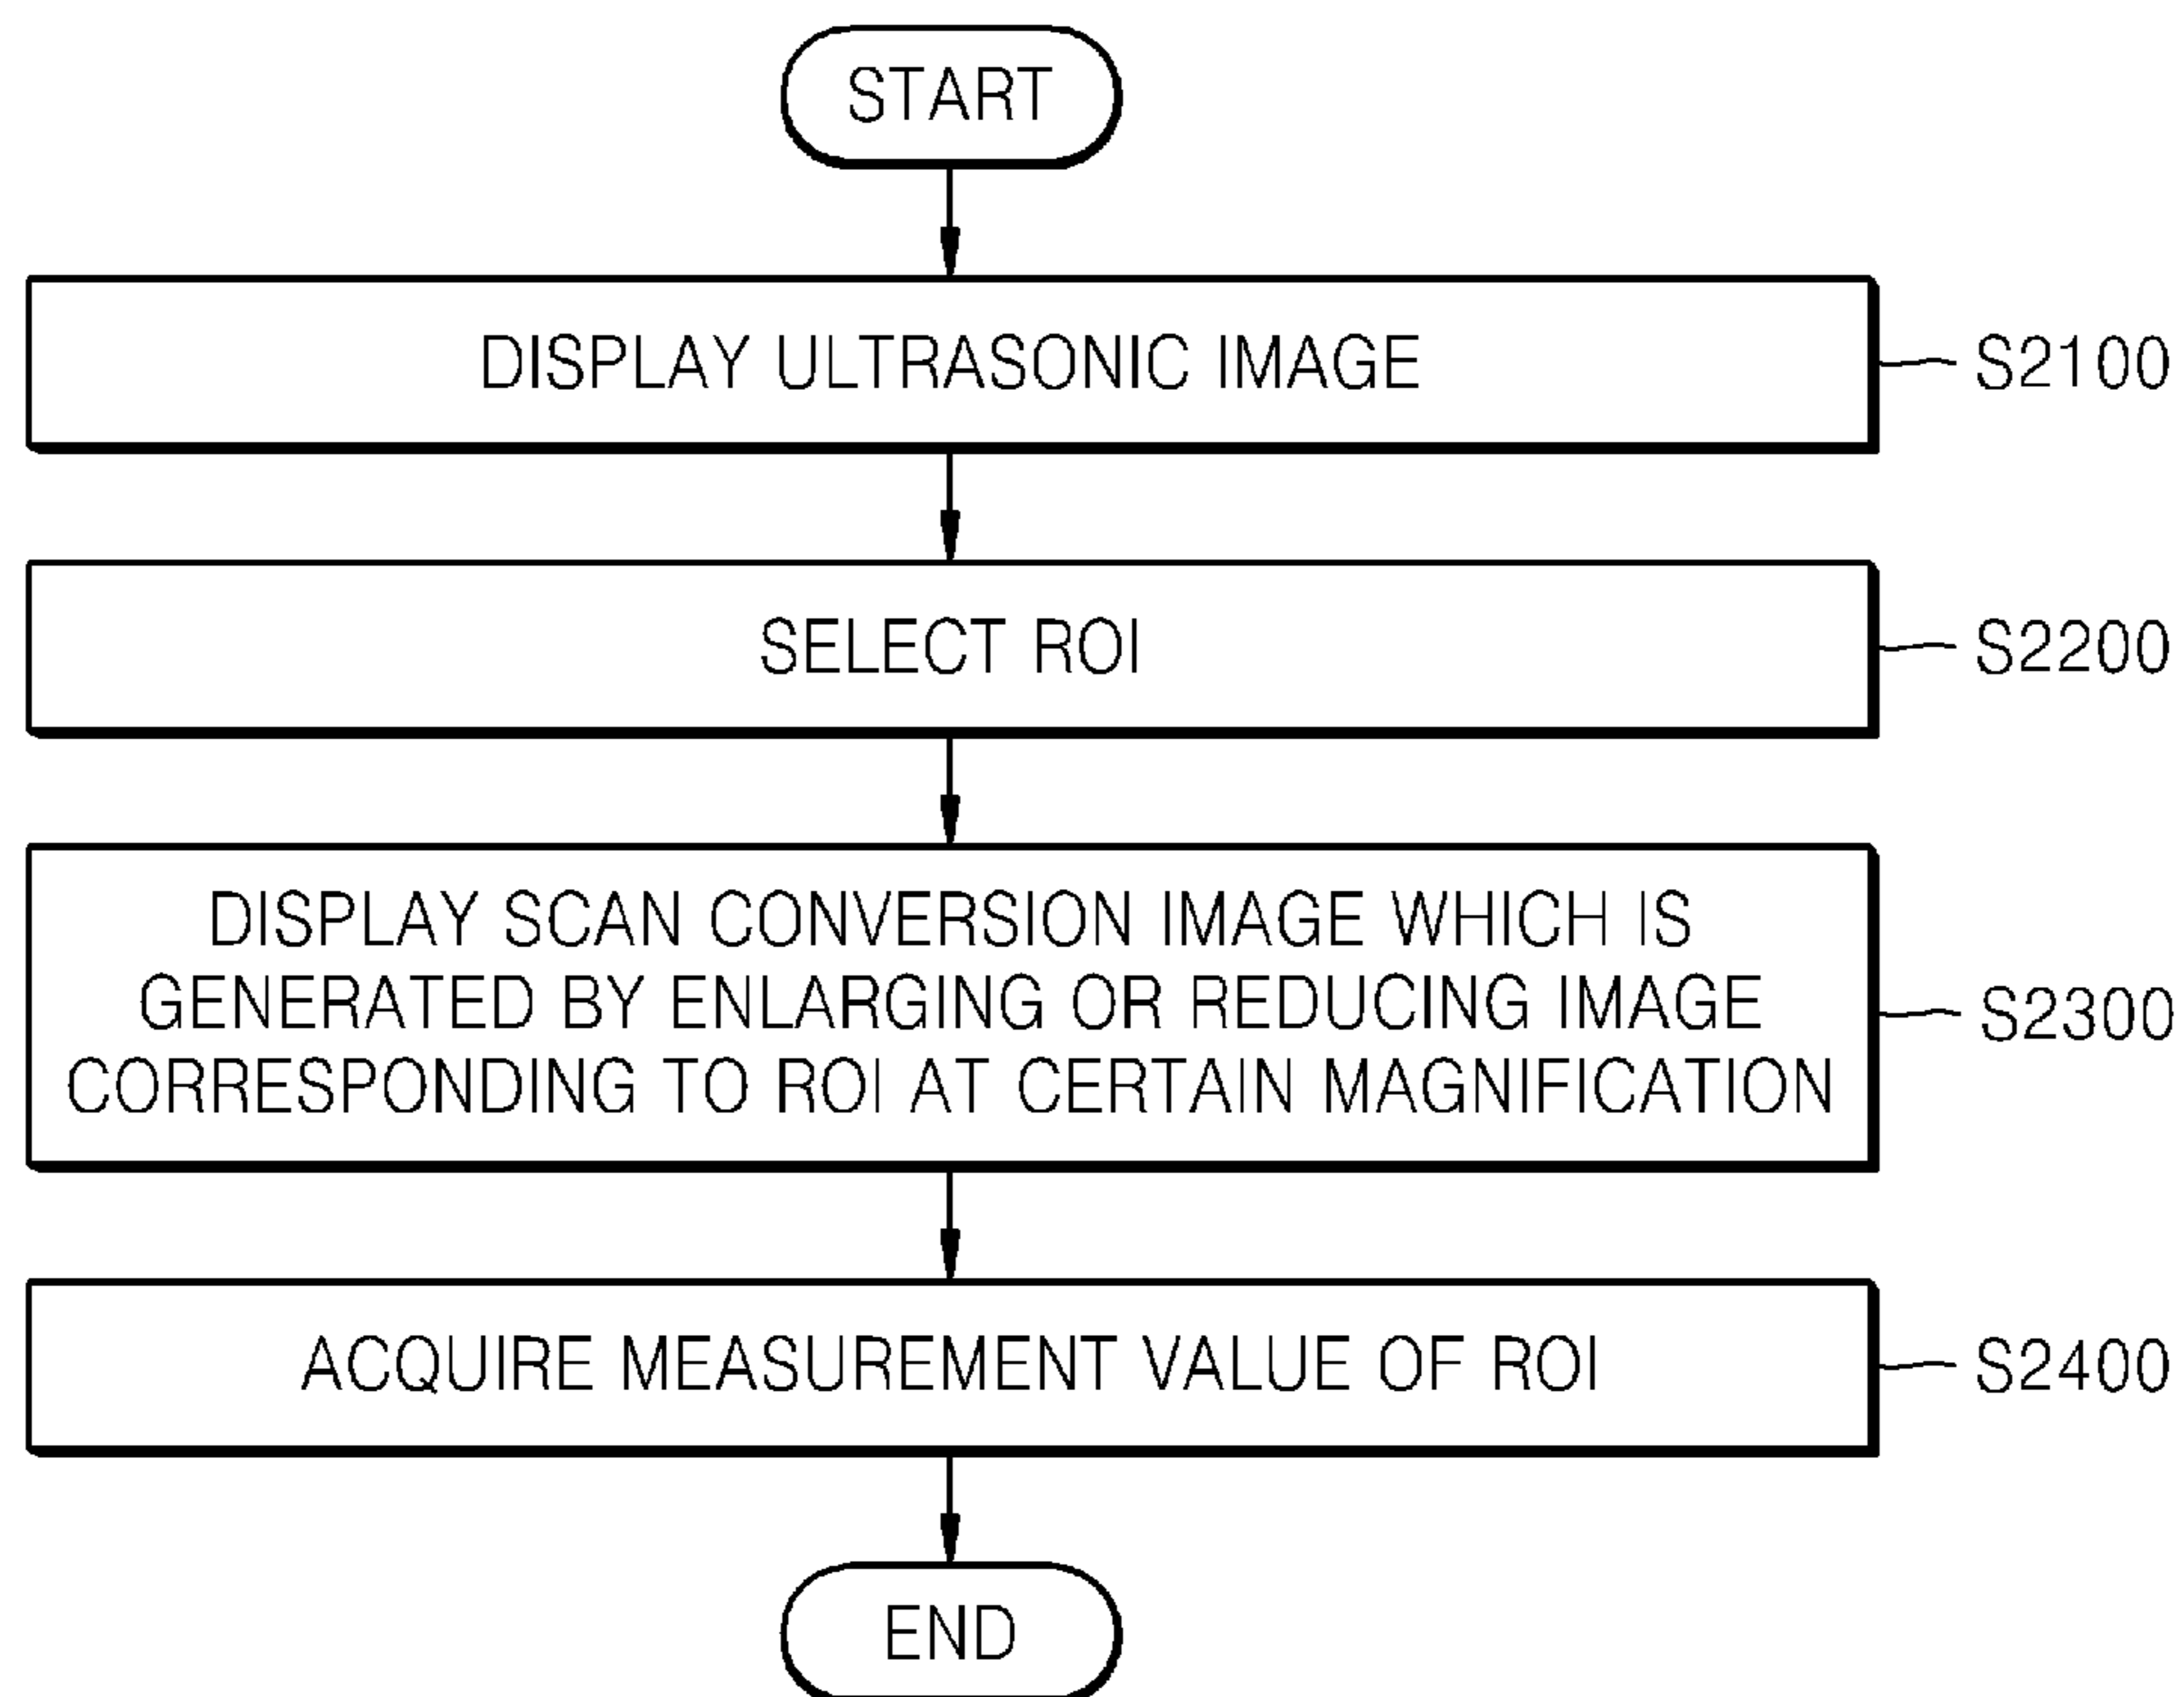 START
DISPLAY ULTRASONIC IMAGE
S2100
SELECT ROI
S2200
DISPLAY SCAN CONVERSION IMAGE WHICH IS
GENERATED BY ENLARGING OR REDUCING IMAGE
CORRESPONDING TO ROI AT CERTAIN MAGNIFICATION
S2300
ACQUIRE MEASUREMENT VALUE OF ROI
S2400
END